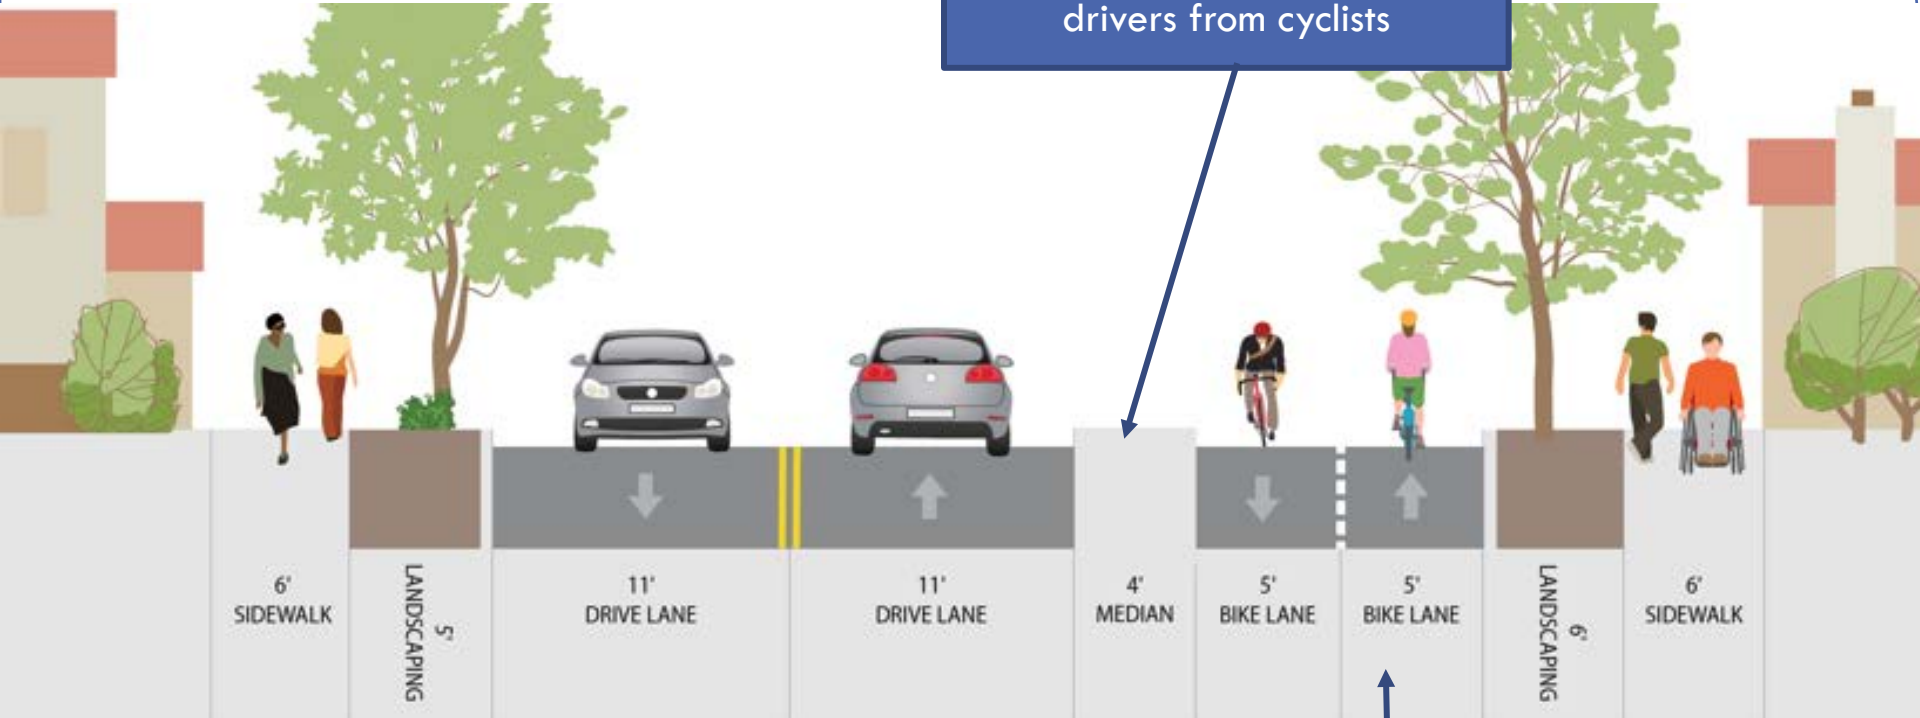 drivers from cyclists
6'
SIDEWALK
5'
LANDSCAPING
11'
DRIVE LANE
11'
DRIVE LANE
4'
MEDIAN
5'
BIKE LANE
5'
BIKE LANE
6'
LANDSCAPING
6'
SIDEWALK